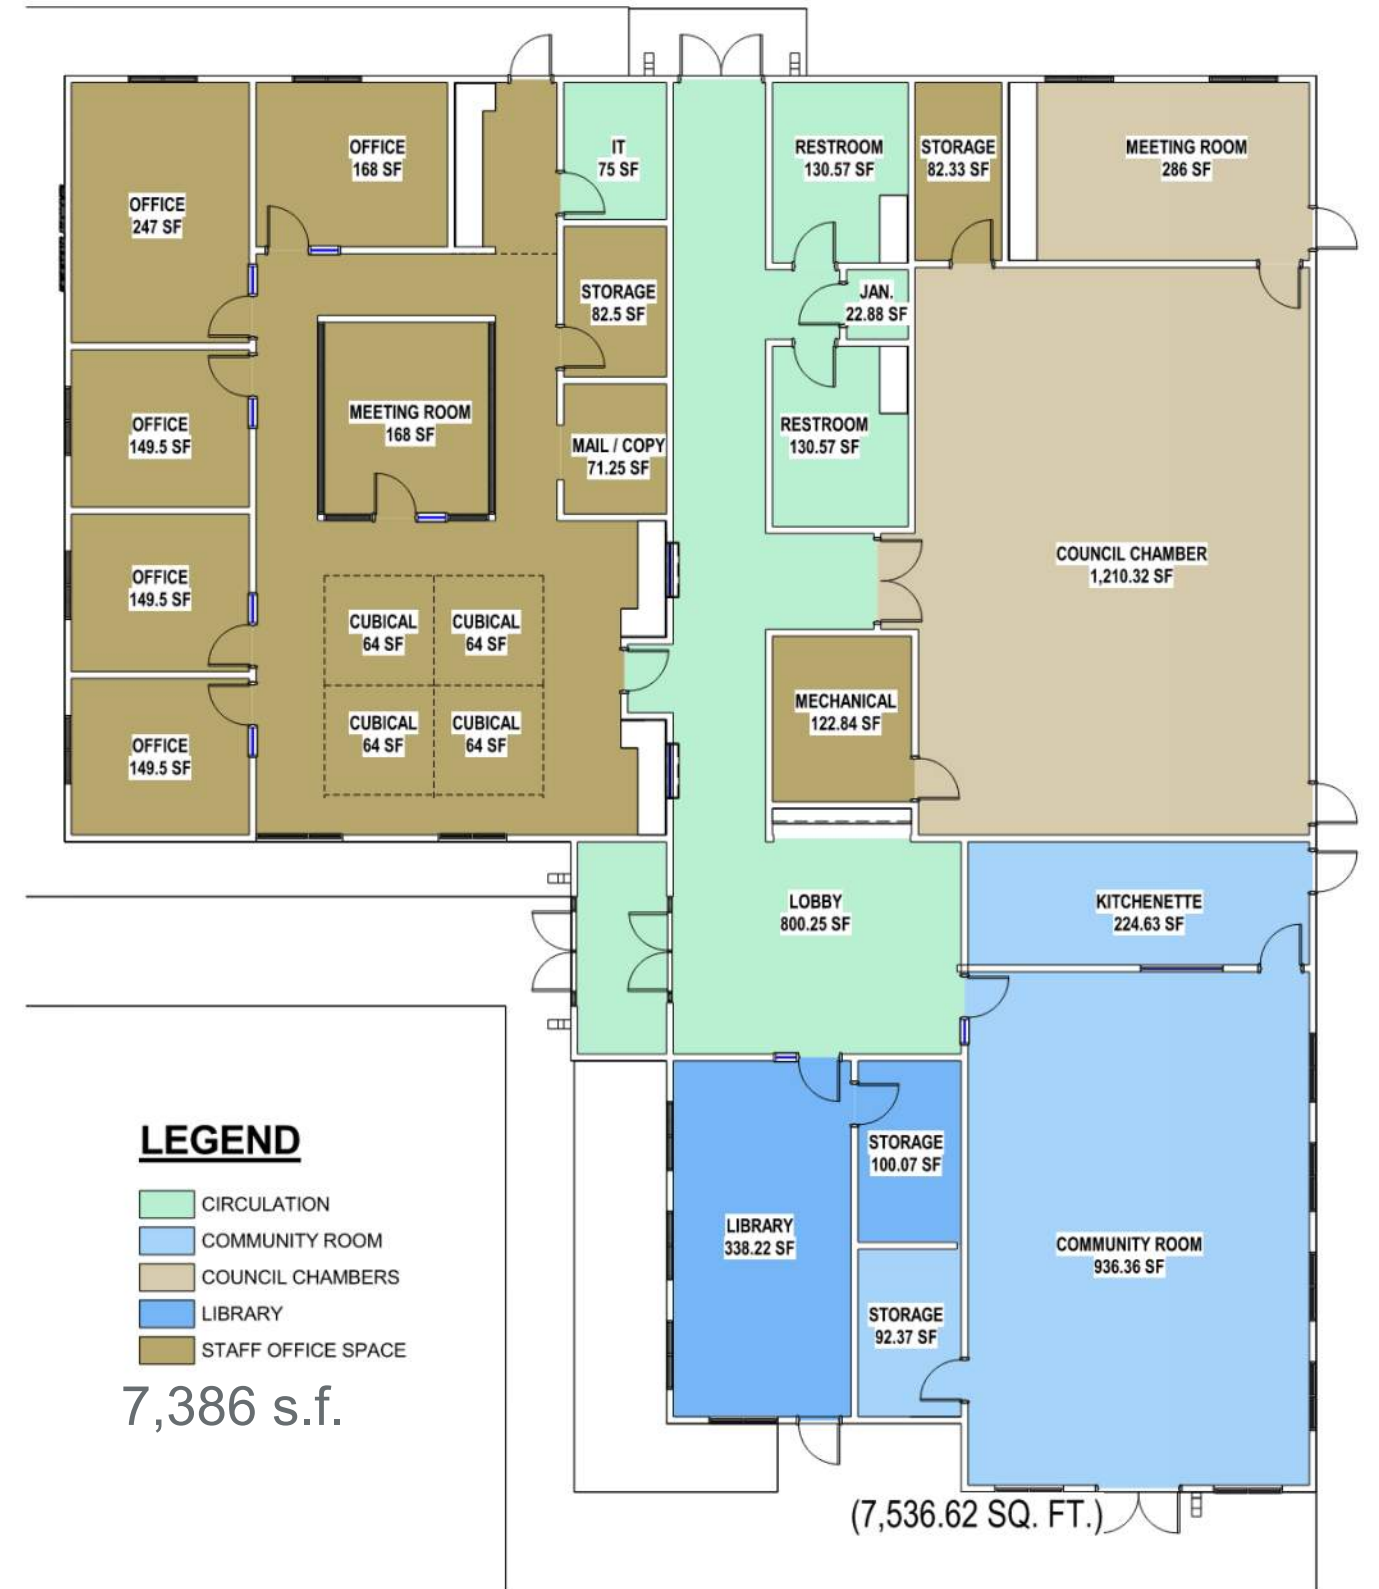 OFFICE
168 SF
IT
75 SF
RESTROOM
130.57 SF
STORAGE
82.33 SF
MEETING ROOM
286 SF
OFFICE
247 SF
STORAGE
82.5 SF
JAN.
22.88 SF
MEETING ROOM
168 SF
OFFICE
149.5 SF
MAIL / COPY
71.25 SF
RESTROOM
130.57 SF
COUNCIL CHAMBER
1,210.32 SF
OFFICE
149.5 SF
CUBICAL
64 SF
CUBICAL
64 SF
MECHANICAL
122.84 SF
CUBICAL
64 SF
CUBICAL
64 SF
OFFICE
149.5 SF
LOBBY
800.25 SF
KITCHENETTE
224.63 SF
STORAGE
100.07 SF
LIBRARY
338.22 SF
COMMUNITY ROOM
936.36 SF
STORAGE
92.37 SF
LEGEND
CIRCULATION
COMMUNITY ROOM
COUNCIL CHAMBERS
LIBRARY
STAFF OFFICE SPACE
7,386 s.f.
(7,536.62 SQ. FT.)